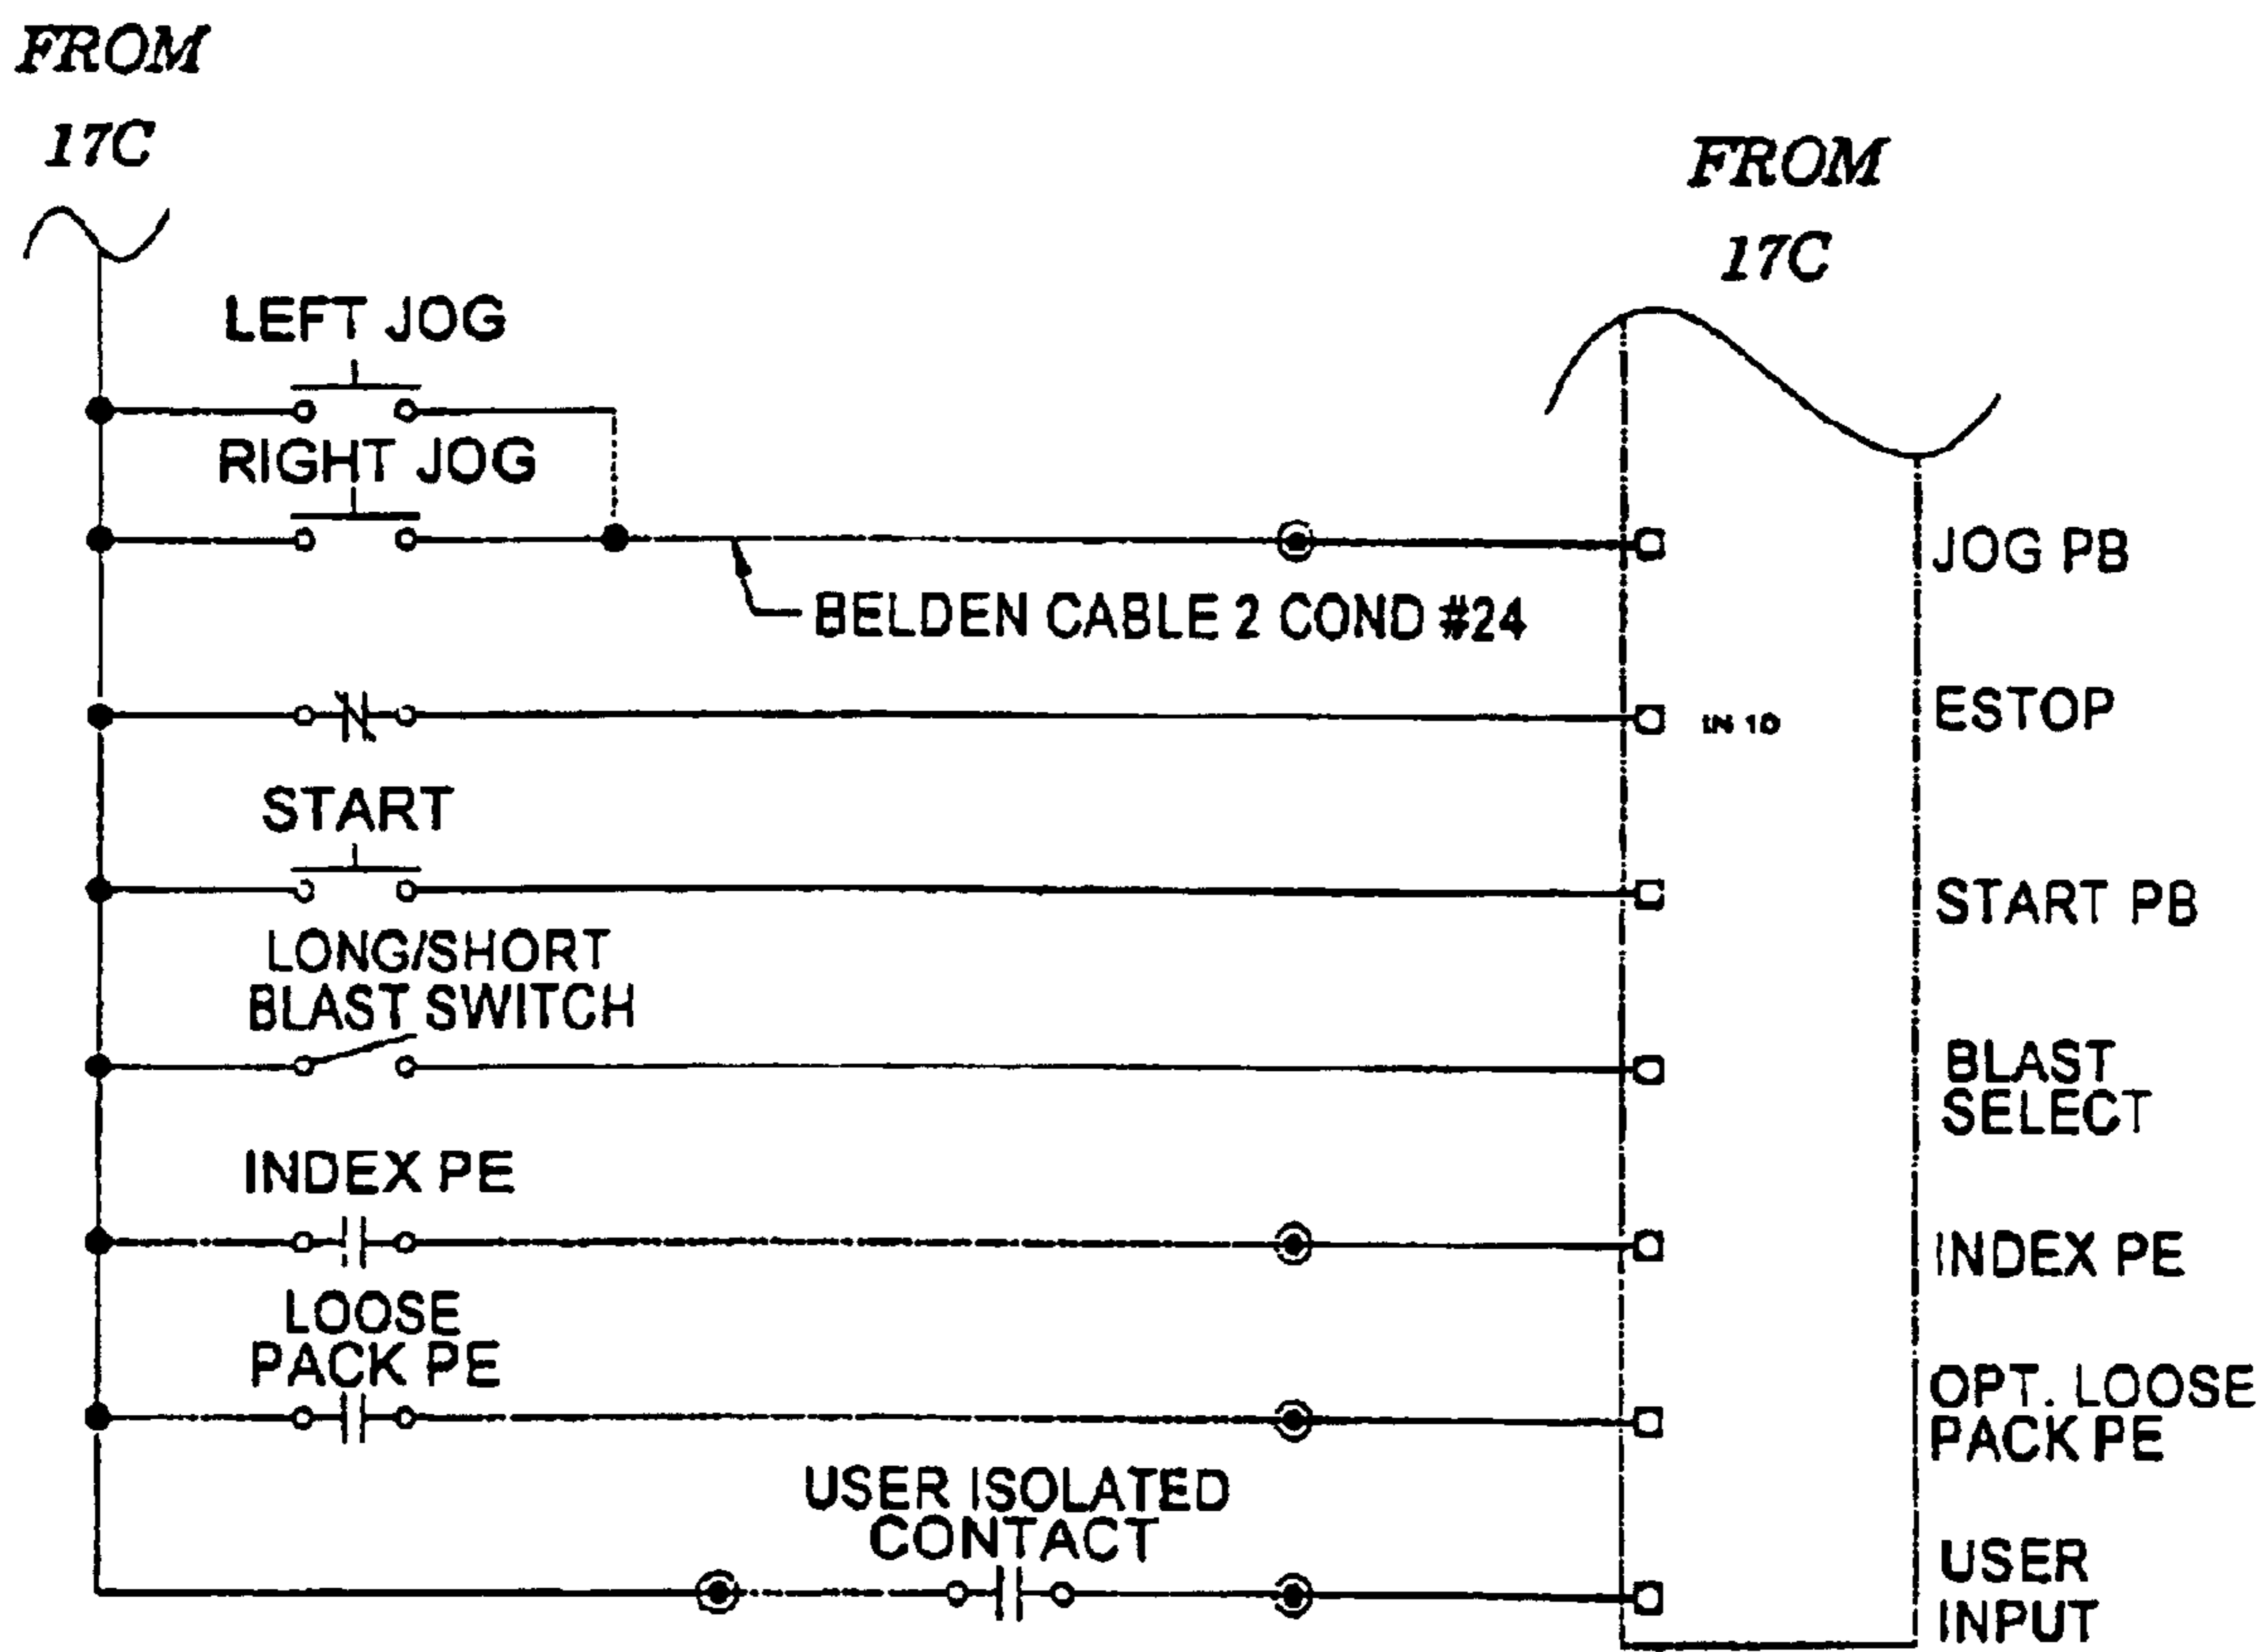 FROM
17C
FROM
17C
LEFT JOG
RIGHT JOG
JOG PB
BELDEN CABLE 2 COND #24
IN 10
ESTOP
START
START PB
LONG/SHORT
BLAST SWITCH
BLAST
SELECT
INDEX PE
INDEX PE
LOOSE
PACK PE
OPT. LOOSE
PACK PE
USER ISOLATED
CONTACT
USER
INPUT